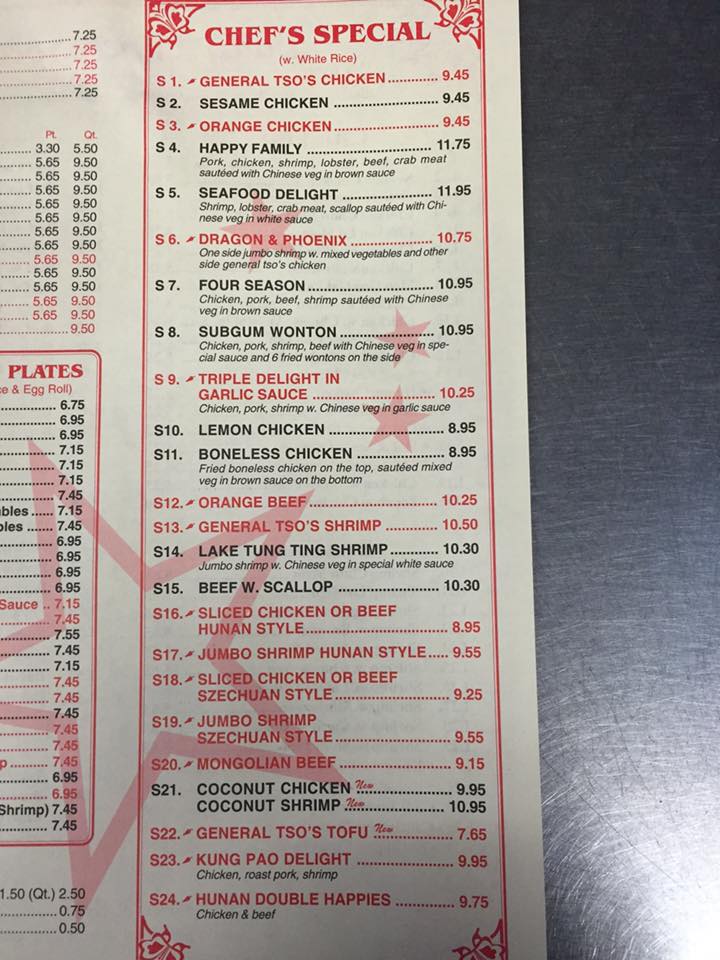 7.25
7.25
7.25
7.25
7.25
Pt. Qt.
3.30 5.50
5.65 9.50
5.65 9.50
5.65 9.50
5.65 9.50
5.65 9.50
5.65 9.50
5.65 9.50
5.65 9.50
5.65 9.50
5.65 9.50
5.65 9.50
5.65 9.50
9.50
PLATES
e & Egg Roll)
6.75
6.95
6.95
7.15
7.15
7.15
7.45
bles 7.15
bles 7.45
6.95
6.95
6.95
6.95
Sauce 7.15
7.45
7.55
7.45
7.15
7.45
7.45
7.45
7.45
7.45
p 7.45
6.95
6.95
Shrimp) 7.45
7.45
1.50 (Qt.) 2.50
0.75
0.50
CHEF'S SPECIAL
(w. White Rice)
S 1. GENERAL TSO'S CHICKEN 9.45
S 2. SESAME CHICKEN 9.45
S 3. ORANGE CHICKEN 9.45
S 4. HAPPY FAMILY 11.75
Pork, chicken, shrimp, lobster, beef, crab meat
sautéed with Chinese veg in brown sauce
S 5. SEAFOOD DELIGHT 11.95
Shrimp, lobster, crab meat, scallop sautéed with Chi-
nese veg in white sauce
S 6. DRAGON & PHOENIX 10.75
One side jumbo shrimp w. mixed vegetables and other
side general tso's chicken
S 7. FOUR SEASON 10.95
Chicken, pork, beef, shrimp sautéed with Chinese
veg in brown sauce
S 8. SUBGUM WONTON 10.95
Chicken, pork, shrimp, beef with Chinese veg in spe-
cial sauce and 6 fried wontons on the side
S 9. TRIPLE DELIGHT IN
GARLIC SAUCE 10.25
Chicken, pork, shrimp w. Chinese veg in garlic sauce
S10. LEMON CHICKEN 8.95
S11. BONELESS CHICKEN 8.95
Fried boneless chicken on the top, sautéed mixed
veg in brown sauce on the bottom
S12. ORANGE BEEF 10.25
S13. GENERAL TSO'S SHRIMP 10.50
S14. LAKE TUNG TING SHRIMP 10.30
Jumbo shrimp w. Chinese veg in special white sauce
S15. BEEF W. SCALLOP 10.30
S16. SLICED CHICKEN OR BEEF
HUNAN STYLE 8.95
S17. JUMBO SHRIMP HUNAN STYLE 9.55
S18. SLICED CHICKEN OR BEEF
SZECHUAN STYLE 9.25
S19. JUMBO SHRIMP
SZECHUAN STYLE 9.55
S20. MONGOLIAN BEEF 9.15
S21. COCONUT CHICKEN New 9.95
COCONUT SHRIMP New 10.95
S22. GENERAL TSO'S TOFU New 7.65
S23. KUNG PAO DELIGHT 9.95
Chicken, roast pork, shrimp
S24. HUNAN DOUBLE HAPPIES 9.75
Chicken & beef